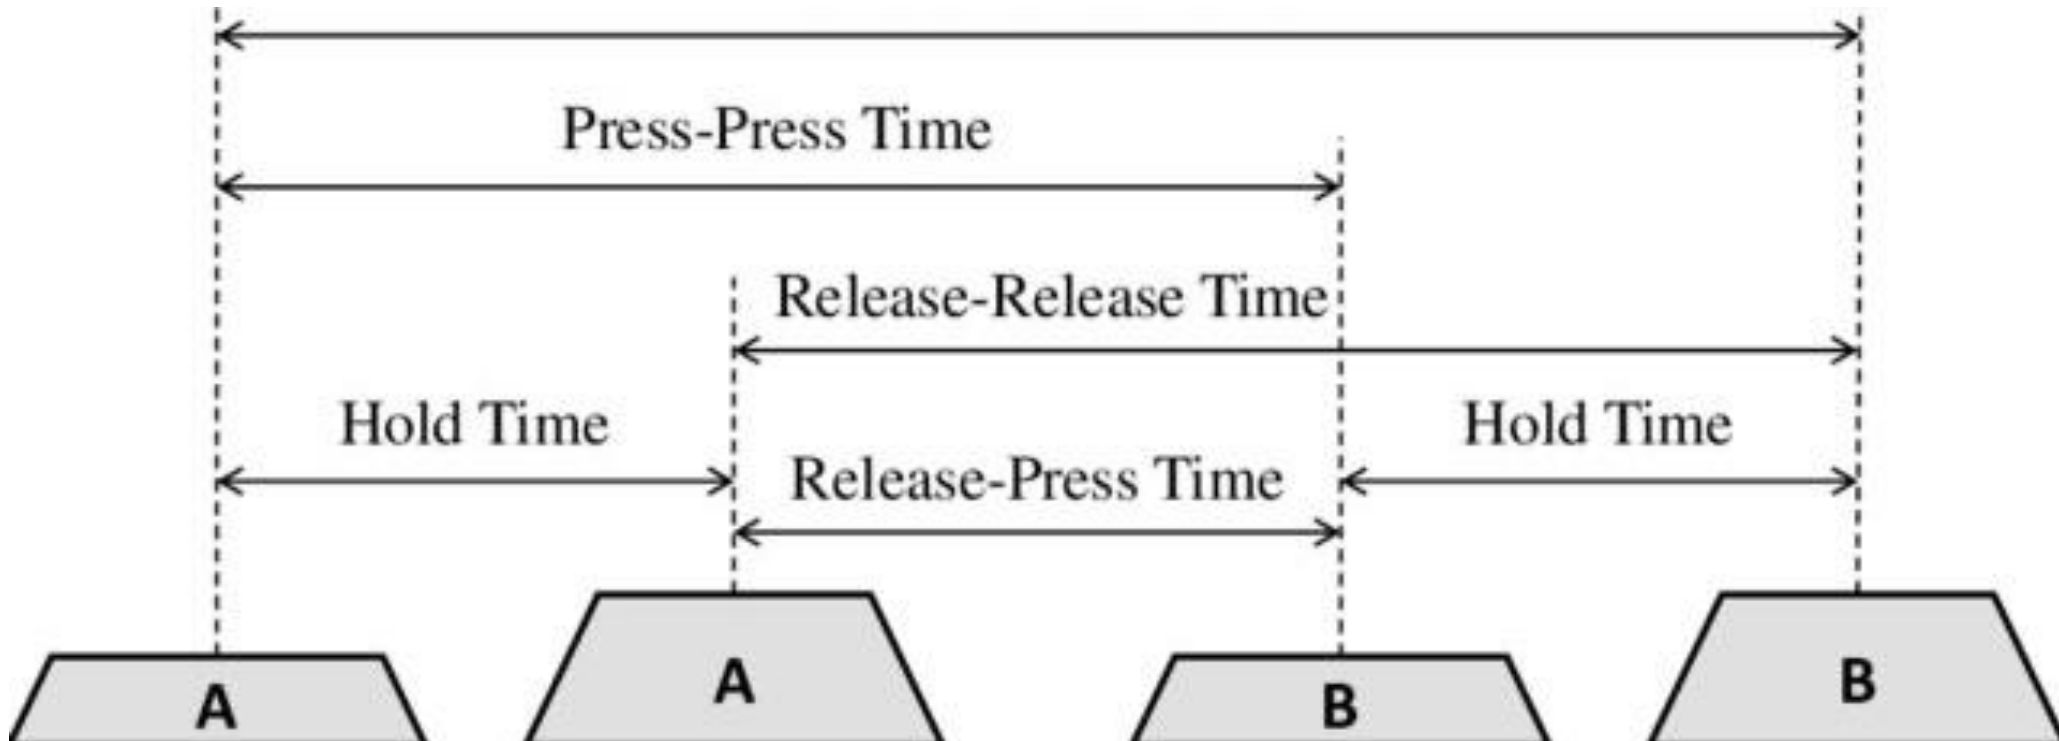 Press-Press Time
Release-Release Time
Hold Time
Hold Time
Release-Press Time
A
A
B
B